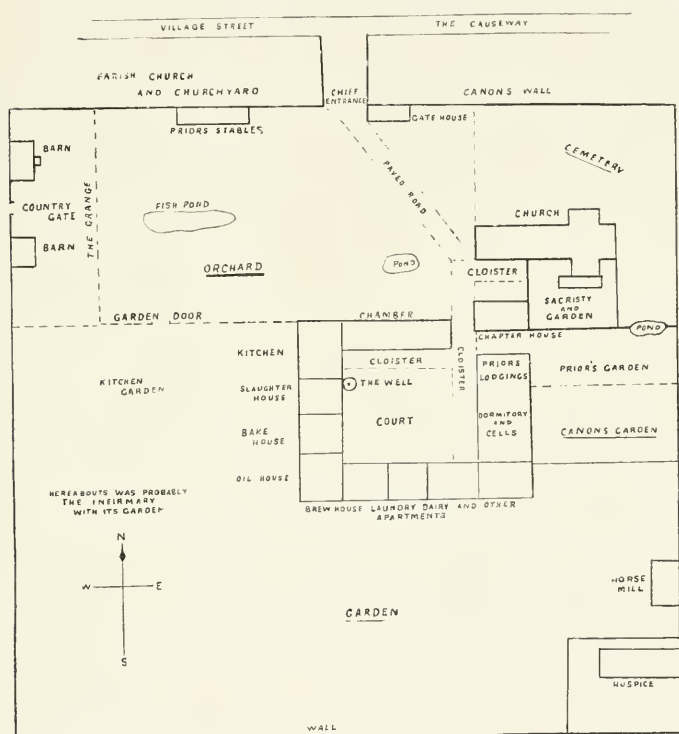 VILLAGE STREET
THE CAUSEWAY
PARISH CHURCH
AND CHURCHYARD
CHIEF
ENTRANCE
CANONS WALL
PRIORS STABLES
GATE HOUSE
BARN
CEMETERY
PAVED ROAD
THE GRANGE
COUNTRY
GATE
FISH POND
CHURCH
BARN
ORCHARD
POND
CLOISTER
SACRISTY
AND
GARDEN
GARDEN DOOR
CHAMBER
CHAPTER HOUSE
POND
KITCHEN
CLOISTER
CLOISTER
PRIORS
LODGINGS
PRIOR'S GARDEN
KITCHEN
GARDEN
SLAUGHTER
HOUSE
THE WELL
COURT
DORMITORY
AND
CELLS
CANONS GARDEN
BAKE
HOUSE
OIL HOUSE
HEREABOUTS WAS PROBABLY
THE INFIRMARY
WITH ITS GARDEN
BREW HOUSE LAUNDRY DAIRY AND OTHER
APARTMENTS
N
W
E
S
HORSE
MILL
GARDEN
HOSPICE
WALL